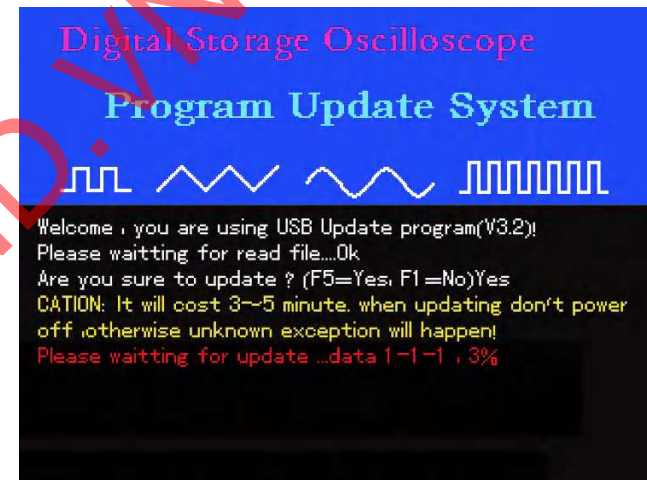 Digital Storage Oscilloscope
Program Update System
Welcome , you are using USB Update program(V3.2)!
Please waitting for read file....Ok
Are you sure to update ? (F5=Yes, F1=No)Yes
CATION: It will cost 3~5 minute. when updating don't power
off ,otherwise unknown exception will happen!
Please waitting for update ...data 1-1-1 , 3%